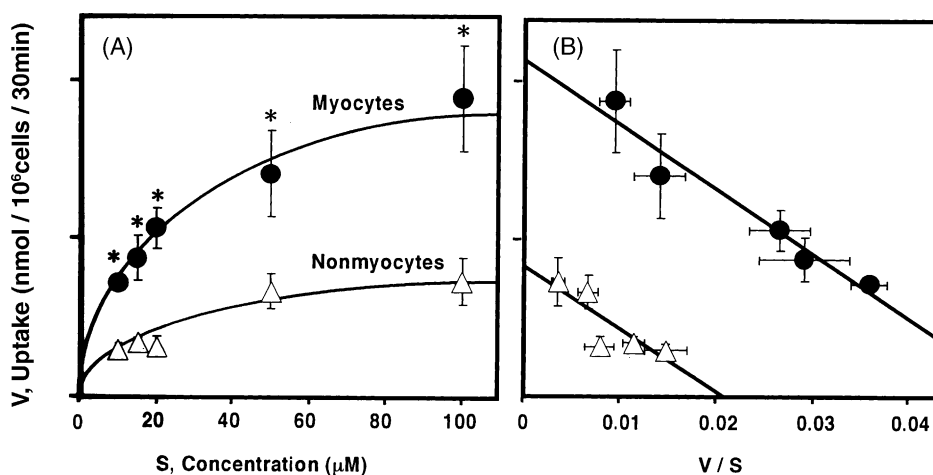 V, Uptake (nmol / 10⁶cells / 30min)
(A)
*
*
*
*
*
Myocytes
Nonmyocytes
0
20
40
60
80
100
S, Concentration (μM)
(B)
0
0.01
0.02
0.03
0.04
V / S